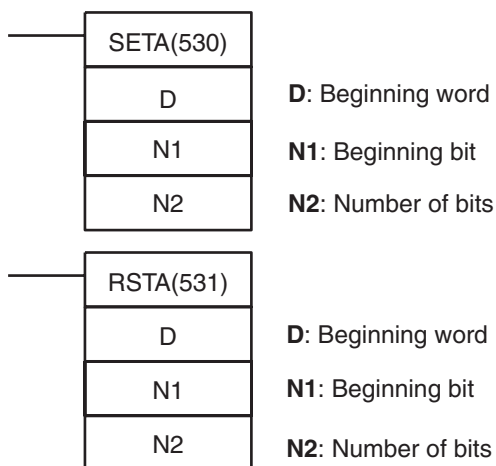 SETA(530)
D D: Beginning word
N1 N1: Beginning bit
N2 N2: Number of bits
RSTA(531)
D D: Beginning word
N1 N1: Beginning bit
N2 N2: Number of bits